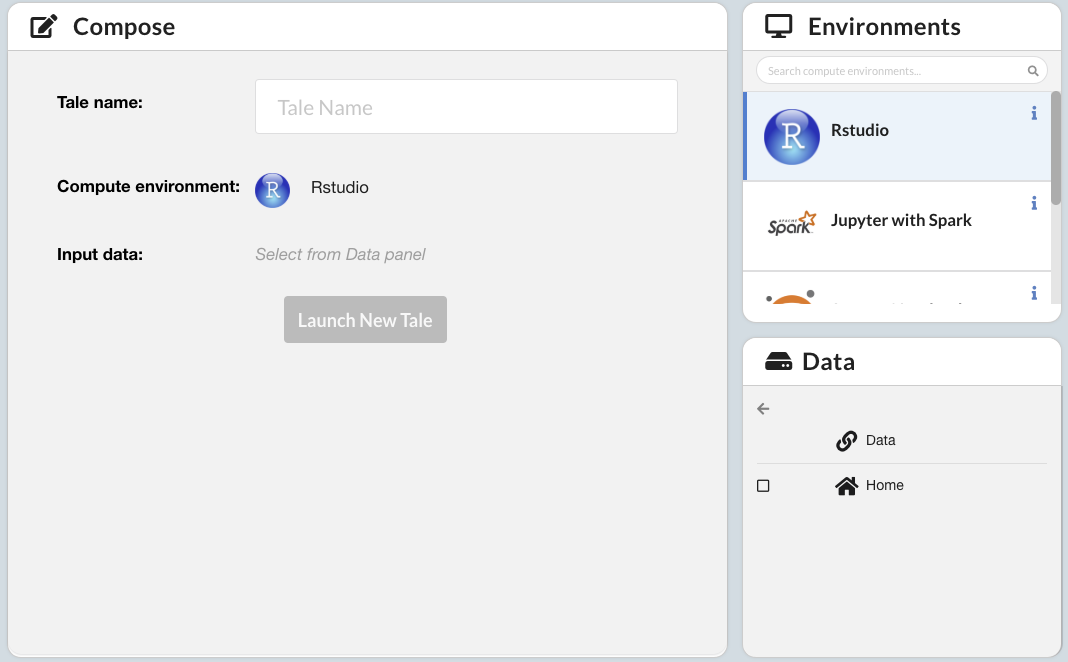 Compose
Tale name:
Tale Name
Compute environment:
R
Rstudio
Input data:
Select from Data panel
Launch New Tale
Environments
Search compute environments...
R
Rstudio
APACHE
Spark
Jupyter with Spark
Data
Data
Home